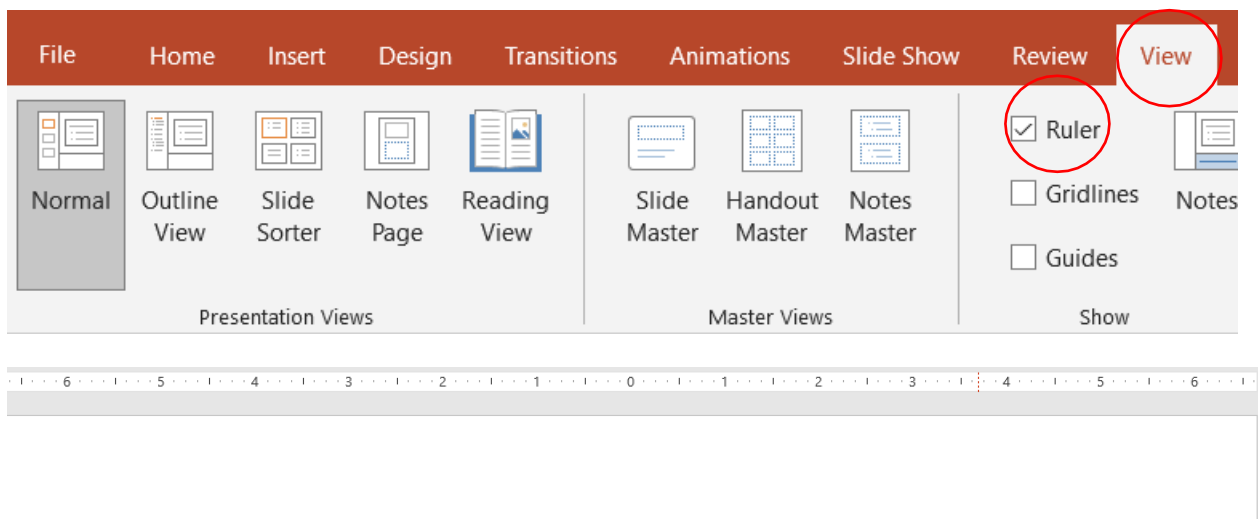 File Home Insert Design Transitions Animations Slide Show Review View
Normal Outline Slide Notes Reading Slide Handout Notes Ruler
View Sorter Page View Master Master Master Gridlines Notes
Guides
Presentation Views Master Views Show
6 5 4 3 2 1 0 1 2 3 4 5 6